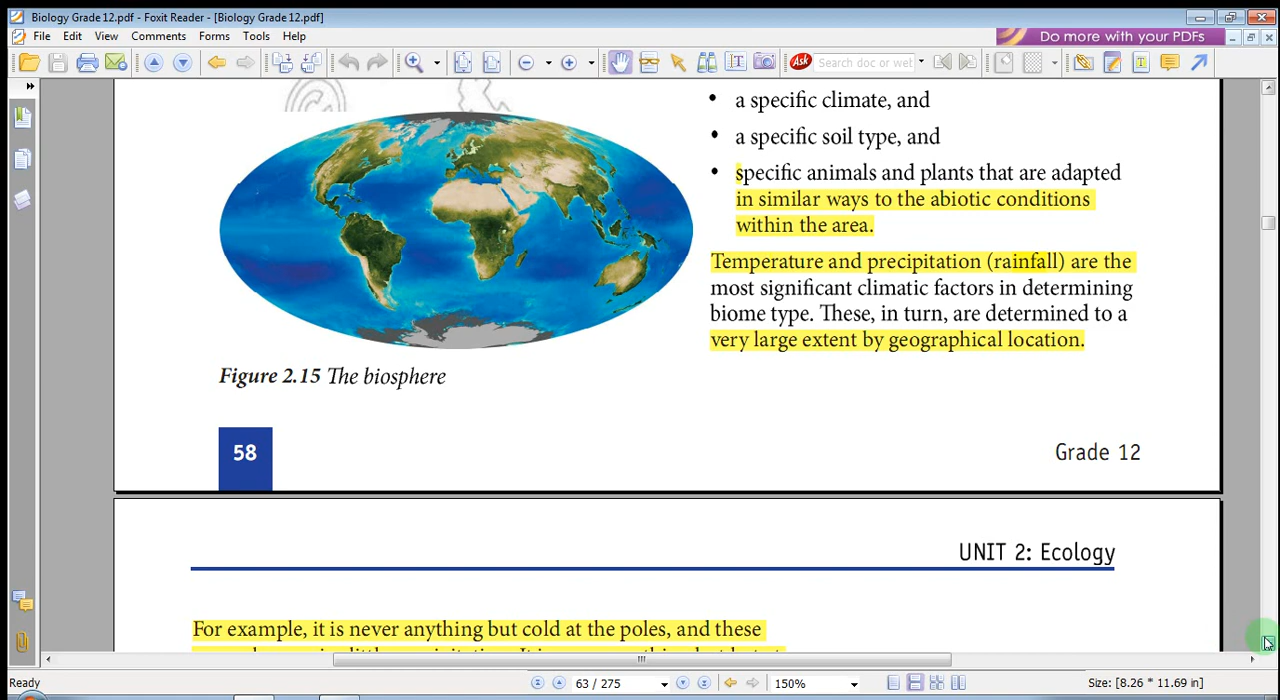 Biology Grade 12.pdf - Foxit Reader - [Biology Grade 12.pdf]
File Edit View Comments Forms Tools Help
Do more with your PDFs
Ask Search doc or wel
• a specific climate, and
• a specific soil type, and
• specific animals and plants that are adapted
in similar ways to the abiotic conditions
within the area.
Temperature and precipitation (rainfall) are the
most significant climatic factors in determining
biome type. These, in turn, are determined to a
very large extent by geographical location.
Figure 2.15 The biosphere
58
Grade 12
UNIT 2: Ecology
For example, it is never anything but cold at the poles, and these
Ready
63 / 275
150%
Size: [8.26 * 11.69 in]